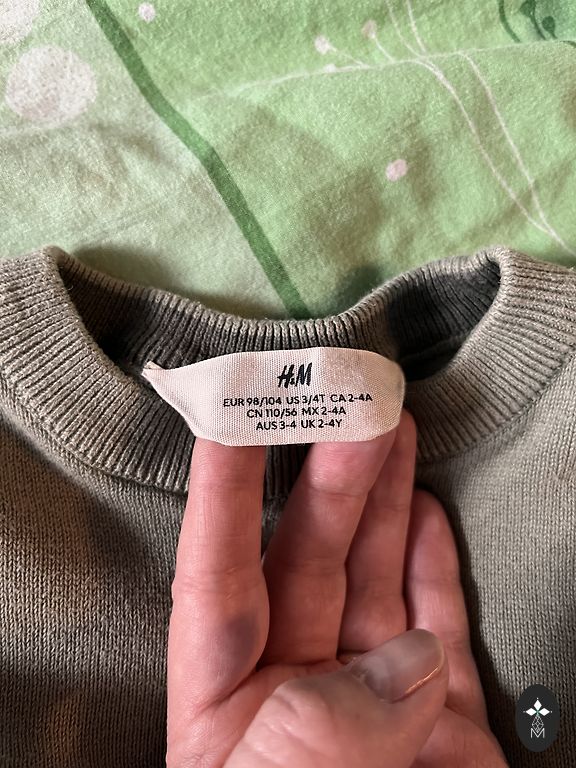 H&M
EUR 98/104 US 3/4T CA 2-4A
CN 110/56 MX 2-4A
AUS 3-4 UK 2-4Y
M